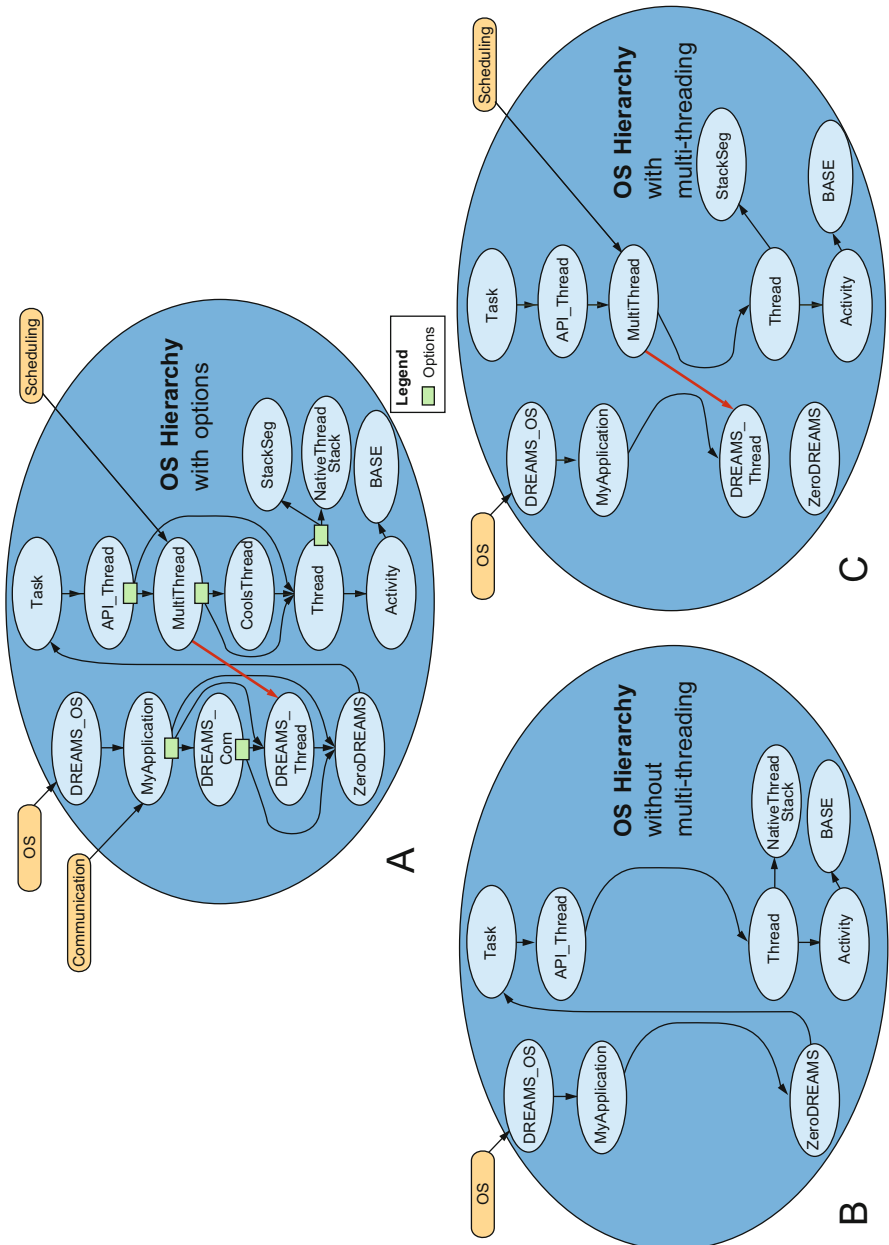 OS
Communication
Scheduling
DREAMS_OS
MyApplication
DREAMS_
Com
DREAMS_
Thread
ZeroDREAMS
Task
API_Thread
MultiThread
CoolsThread
Thread
Activity
StackSeg
NativeThread
Stack
BASE
OS Hierarchy
with options
Legend
Options
A
OS
DREAMS_OS
MyApplication
ZeroDREAMS
Task
API_Thread
Thread
Activity
NativeThread
Stack
BASE
OS Hierarchy
without
multi-threading
B
OS
Scheduling
DREAMS_OS
MyApplication
DREAMS_
Thread
ZeroDREAMS
Task
API_Thread
MultiThread
Thread
Activity
StackSeg
BASE
OS Hierarchy
with
multi-threading
C